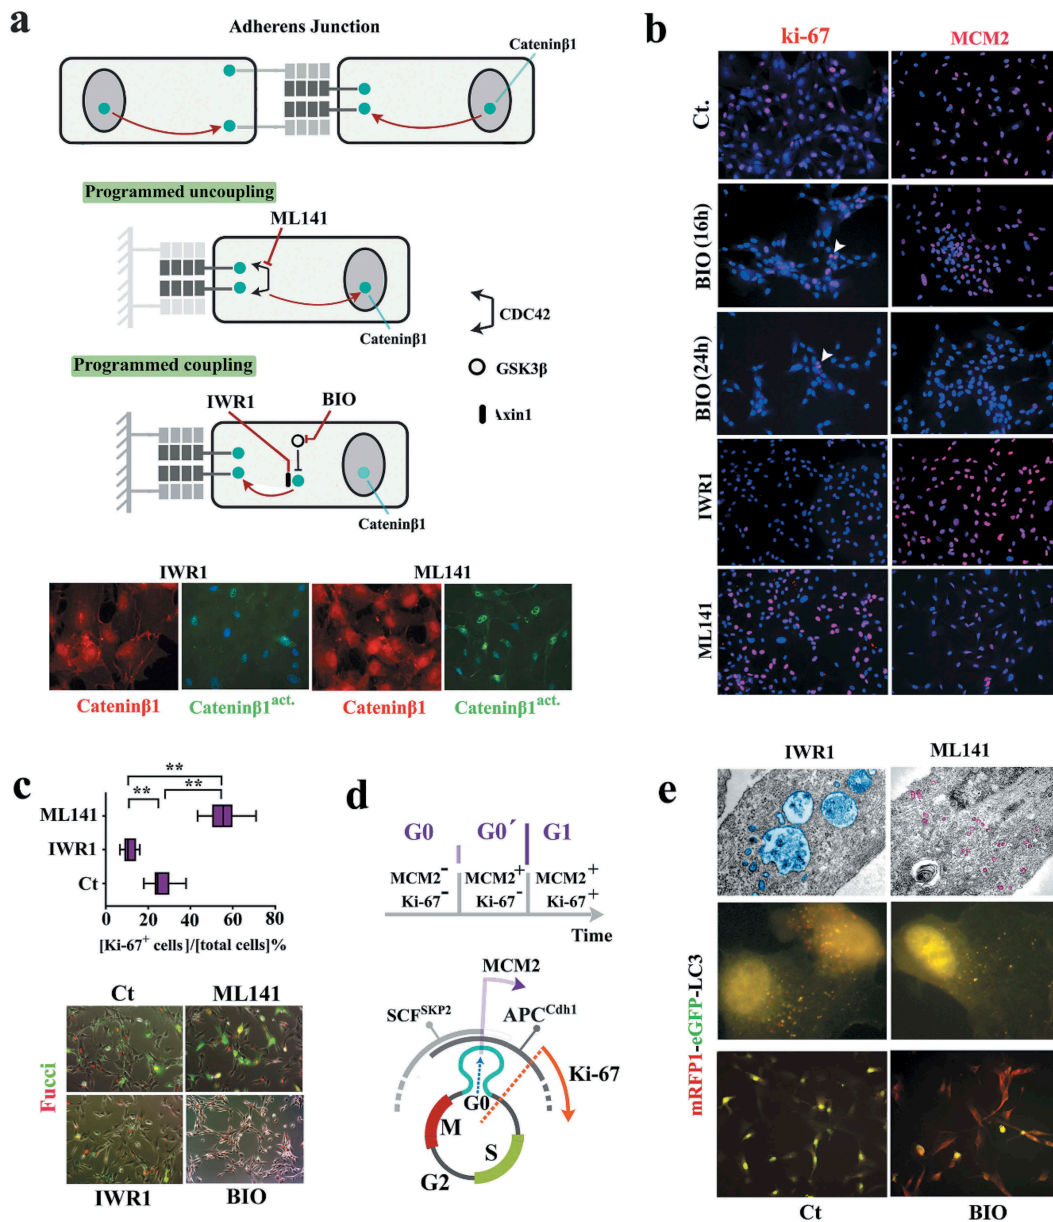 a
Adherens Junction
Cateninβ1
Programmed uncoupling
ML141
Cateninβ1
CDC42
GSK3β
Programmed coupling
IWR1 BIO
Axin1
Cateninβ1
IWR1 ML141
Cateninβ1 Cateninβ1act. Cateninβ1 Cateninβ1act.
b
ki-67 MCM2
Ct.
BIO (16h)
BIO (24h)
IWR1
ML141
c
** 
** **
ML141
IWR1
Ct
0 20 40 60 80
[Ki-67+ cells]/[total cells]%
Ct ML141
Fucci
IWR1 BIO
d
G0 G0´ G1
MCM2- MCM2+ MCM2+
Ki-67- Ki-67- Ki-67+
Time
MCM2
SCFSKP2 APCCdh1
Ki-67
G0
M
S
G2
e
IWR1 ML141
mRFP1-eGFP-LC3
Ct BIO